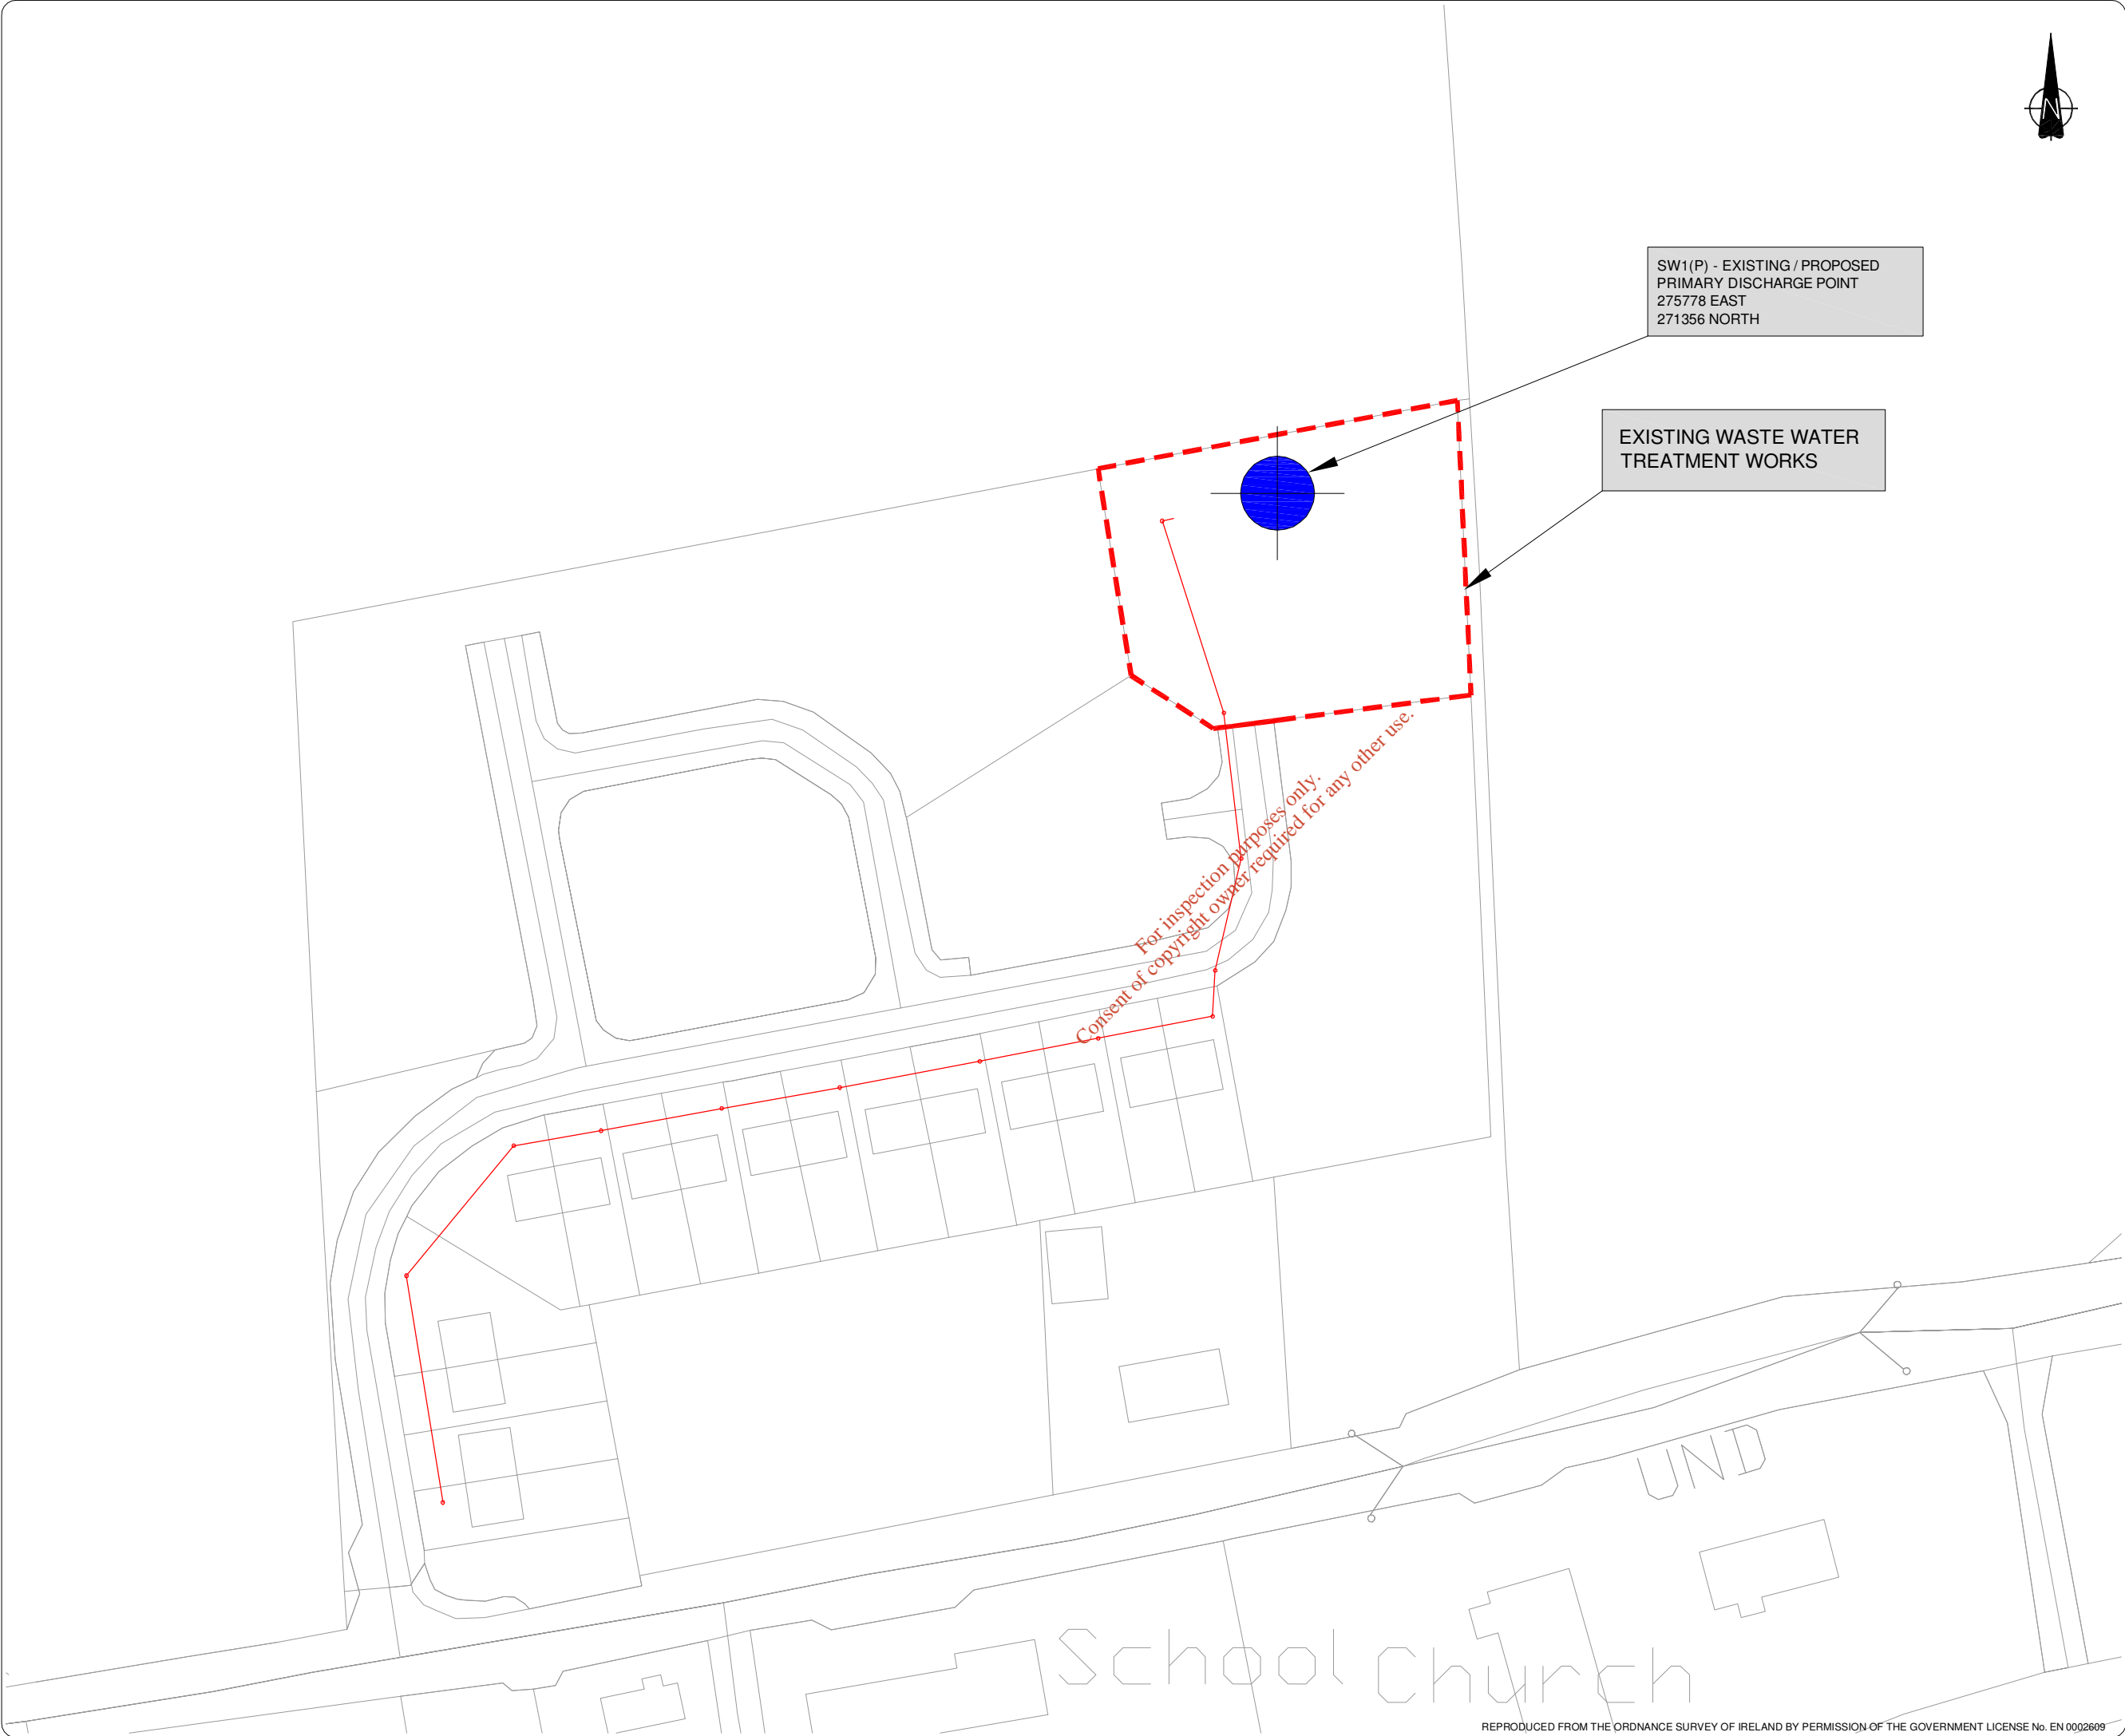 N
SW1(P) - EXISTING / PROPOSED
PRIMARY DISCHARGE POINT
275778 EAST
271356 NORTH
EXISTING WASTE WATER
TREATMENT WORKS
For inspection purposes only.
Consent of copyright owner required for any other use.
UND
School
Church
REPRODUCED FROM THE ORDNANCE SURVEY OF IRELAND BY PERMISSION OF THE GOVERNMENT LICENSE No. EN 0002609